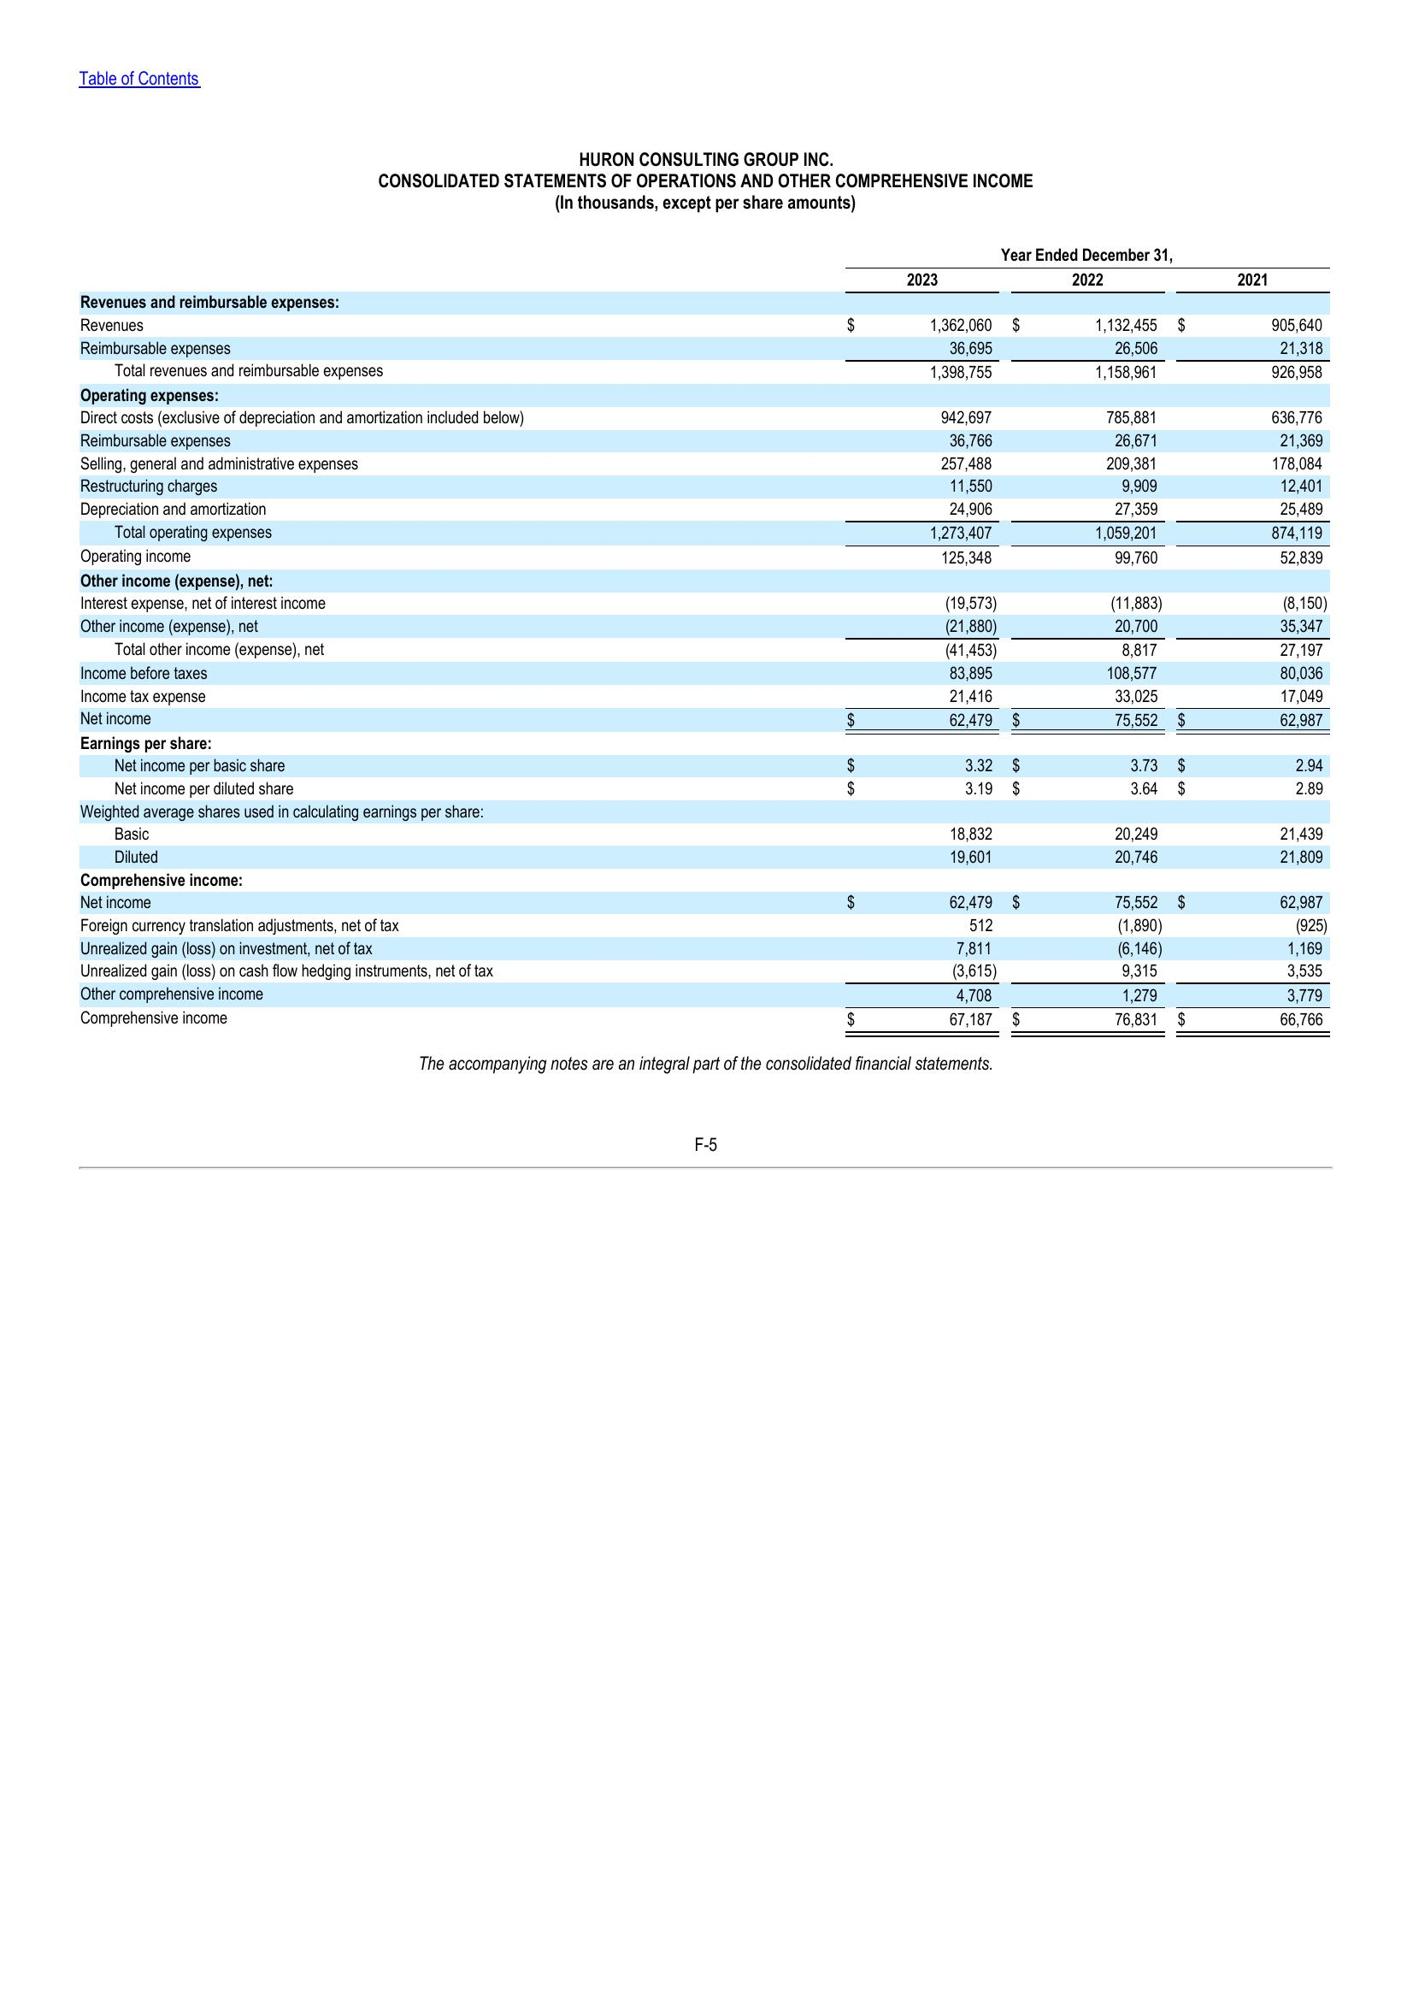 Table of Contents
HURON CONSULTING GROUP INC.
CONSOLIDATED STATEMENTS OF OPERATIONS AND OTHER COMPREHENSIVE INCOME
(In thousands, except per share amounts)
Year Ended December 31,
2023 2022 2021
Revenues and reimbursable expenses:
Revenues $ 1,362,060 $ 1,132,455 $ 905,640
Reimbursable expenses 36,695 26,506 21,318
Total revenues and reimbursable expenses 1,398,755 1,158,961 926,958
Operating expenses:
Direct costs (exclusive of depreciation and amortization included below) 942,697 785,881 636,776
Reimbursable expenses 36,766 26,671 21,369
Selling, general and administrative expenses 257,488 209,381 178,084
Restructuring charges 11,550 9,909 12,401
Depreciation and amortization 24,906 27,359 25,489
Total operating expenses 1,273,407 1,059,201 874,119
Operating income 125,348 99,760 52,839
Other income (expense), net:
Interest expense, net of interest income (19,573) (11,883) (8,150)
Other income (expense), net (21,880) 20,700 35,347
Total other income (expense), net (41,453) 8,817 27,197
Income before taxes 83,895 108,577 80,036
Income tax expense 21,416 33,025 17,049
Net income $ 62,479 $ 75,552 $ 62,987
Earnings per share:
Net income per basic share $ 3.32 $ 3.73 $ 2.94
Net income per diluted share $ 3.19 $ 3.64 $ 2.89
Weighted average shares used in calculating earnings per share:
Basic 18,832 20,249 21,439
Diluted 19,601 20,746 21,809
Comprehensive income:
Net income $ 62,479 $ 75,552 $ 62,987
Foreign currency translation adjustments, net of tax 512 (1,890) (925)
Unrealized gain (loss) on investment, net of tax 7,811 (6,146) 1,169
Unrealized gain (loss) on cash flow hedging instruments, net of tax (3,615) 9,315 3,535
Other comprehensive income 4,708 1,279 3,779
Comprehensive income $ 67,187 $ 76,831 $ 66,766
The accompanying notes are an integral part of the consolidated financial statements.
F-5